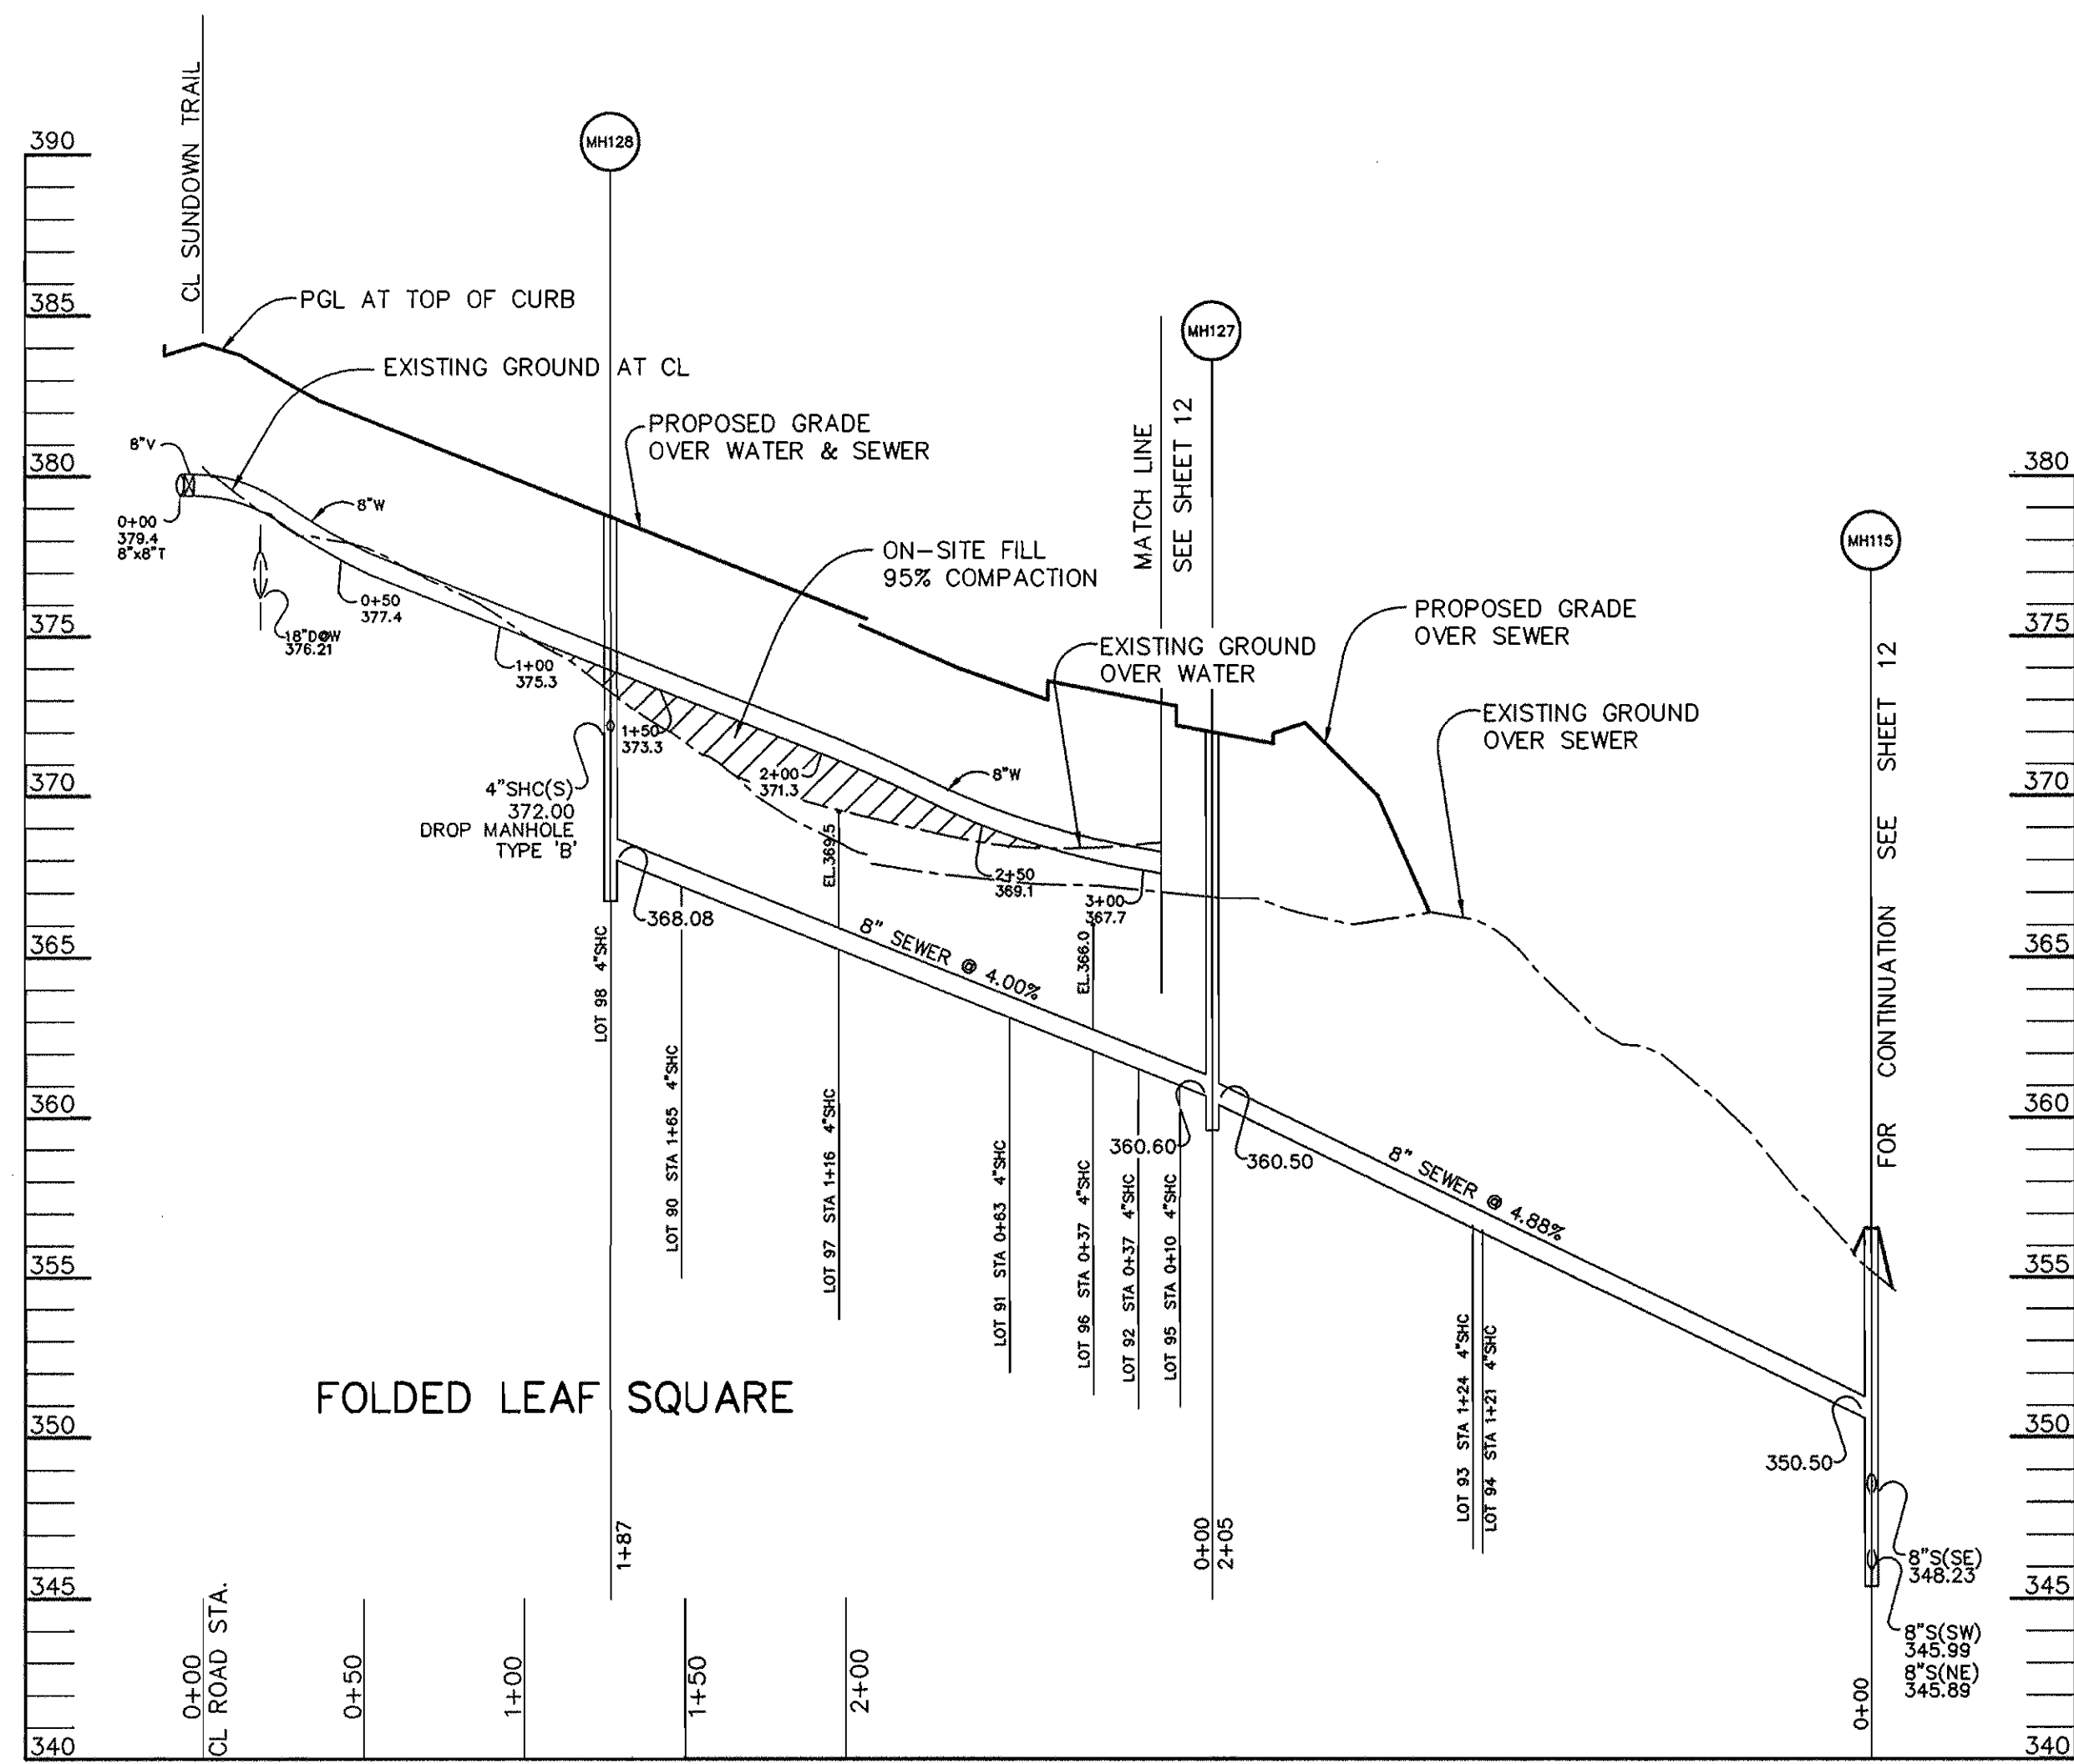 390
385
380
375
370
365
360
355
350
345
340
CL SUNDOWN TRAIL
MH128
PGL AT TOP OF CURB
EXISTING GROUND AT CL
PROPOSED GRADE
OVER WATER & SEWER
8"V
0+00
379.4
8"x8"T
8"W
0+50
377.4
18"D@W
376.21
1+00
375.3
ON-SITE FILL
95% COMPACTION
1+50
373.3
4"SHC(S)
372.00
DROP MANHOLE
TYPE 'B'
2+00
371.3
8"W
EL.369.5
2+50
369.1
3+00
367.7
EL.366.0
MATCH LINE
SEE SHEET 12
MH127
EXISTING GROUND
OVER WATER
PROPOSED GRADE
OVER SEWER
EXISTING GROUND
OVER SEWER
MH115
FOR CONTINUATION SEE SHEET 12
368.08
8" SEWER @ 4.00%
360.60
360.50
8" SEWER @ 4.88%
350.50
LOT 98 4"SHC
LOT 90 STA 1+65 4"SHC
LOT 97 STA 1+16 4"SHC
LOT 91 STA 0+63 4"SHC
LOT 96 STA 0+37 4"SHC
LOT 92 STA 0+37 4"SHC
LOT 95 STA 0+10 4"SHC
LOT 93 STA 1+24 4"SHC
LOT 94 STA 1+21 4"SHC
8"S(SE)
348.23
8"S(SW)
345.99
8"S(NE)
345.89
FOLDED LEAF SQUARE
1+87
0+00
2+05
0+00
0+00
CL ROAD STA.
0+50
1+00
1+50
2+00
380
375
370
365
360
355
350
345
340